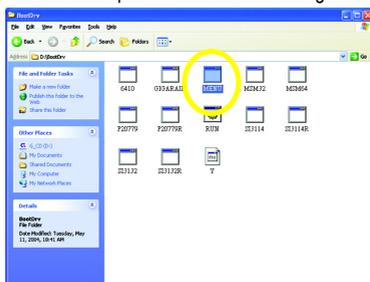 BootDrv
File Edit View Favorites Tools Help
Back Search Folders
Address D:\BootDrv Go
File and Folder Tasks
Make a new folder
Publish this folder to the Web
Share this folder
Other Places
G_CD (D:)
My Documents
Shared Documents
My Computer
My Network Places
Details
BootDrv
File Folder
Date Modified: Tuesday, May 11, 2004, 10:41 AM
6410 GIGARAID MENU MSM32 MSM64
P20779 P20779R RUN SI3114 SI3114R
SI3132 SI3132R Y